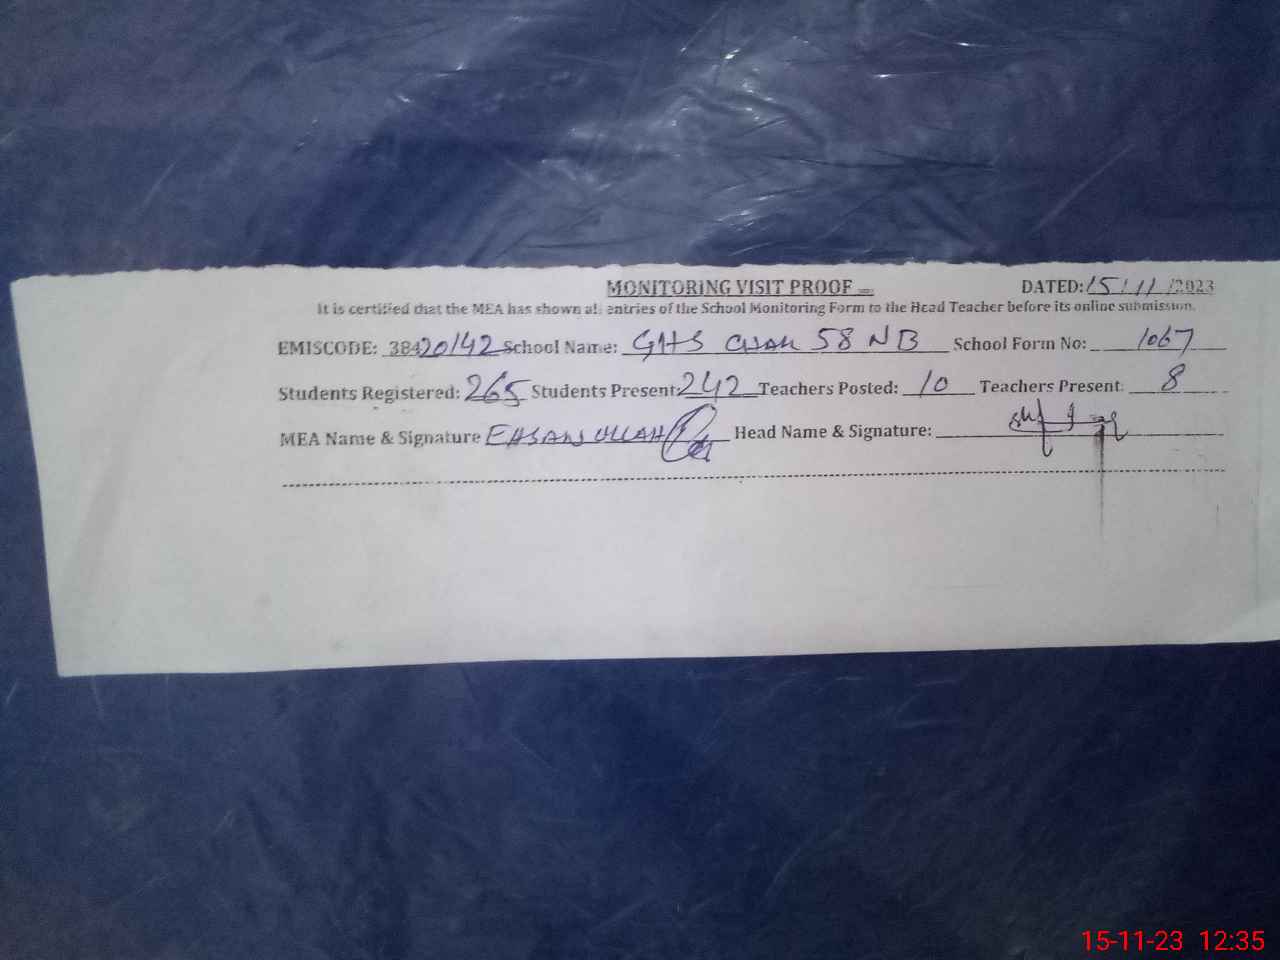 MONITORING VISIT PROOF DATED: 15/11/2023
It is certified that the MEA has shown all entries of the School Monitoring Form to the Head Teacher before its online submission.
EMISCODE: 38420142 School Name: GHS CHAK 58 NB School Form No: 1067
Students Registered: 265 Students Present: 242 Teachers Posted: 10 Teachers Present: 8
MEA Name & Signature EHSAN ULLAH Head Name & Signature:
15-11-23 12:35